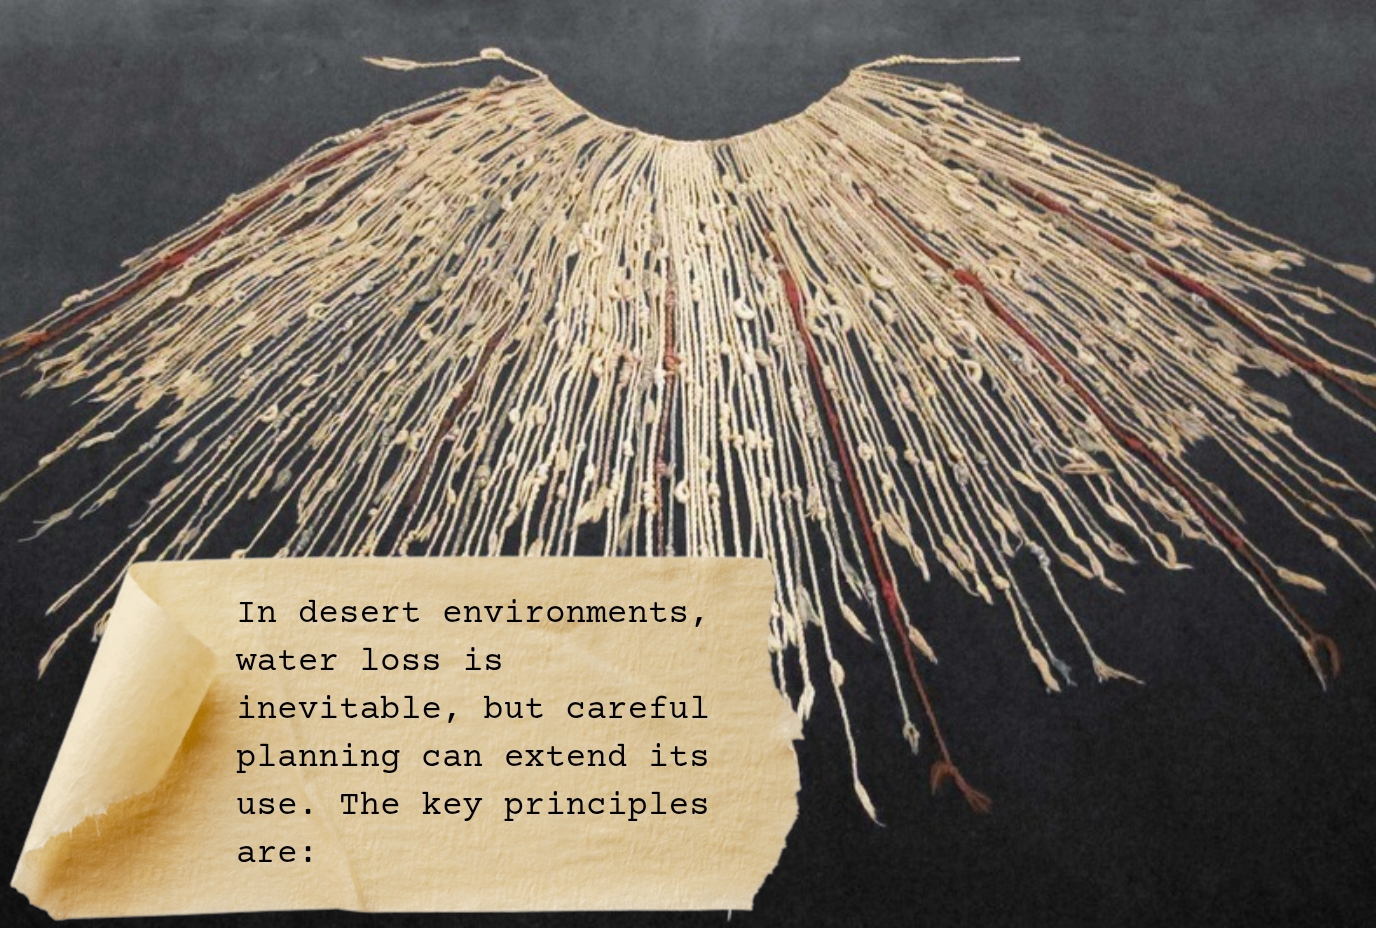 In desert environments,
water loss is
inevitable, but careful
planning can extend its
use. The key principles
are: